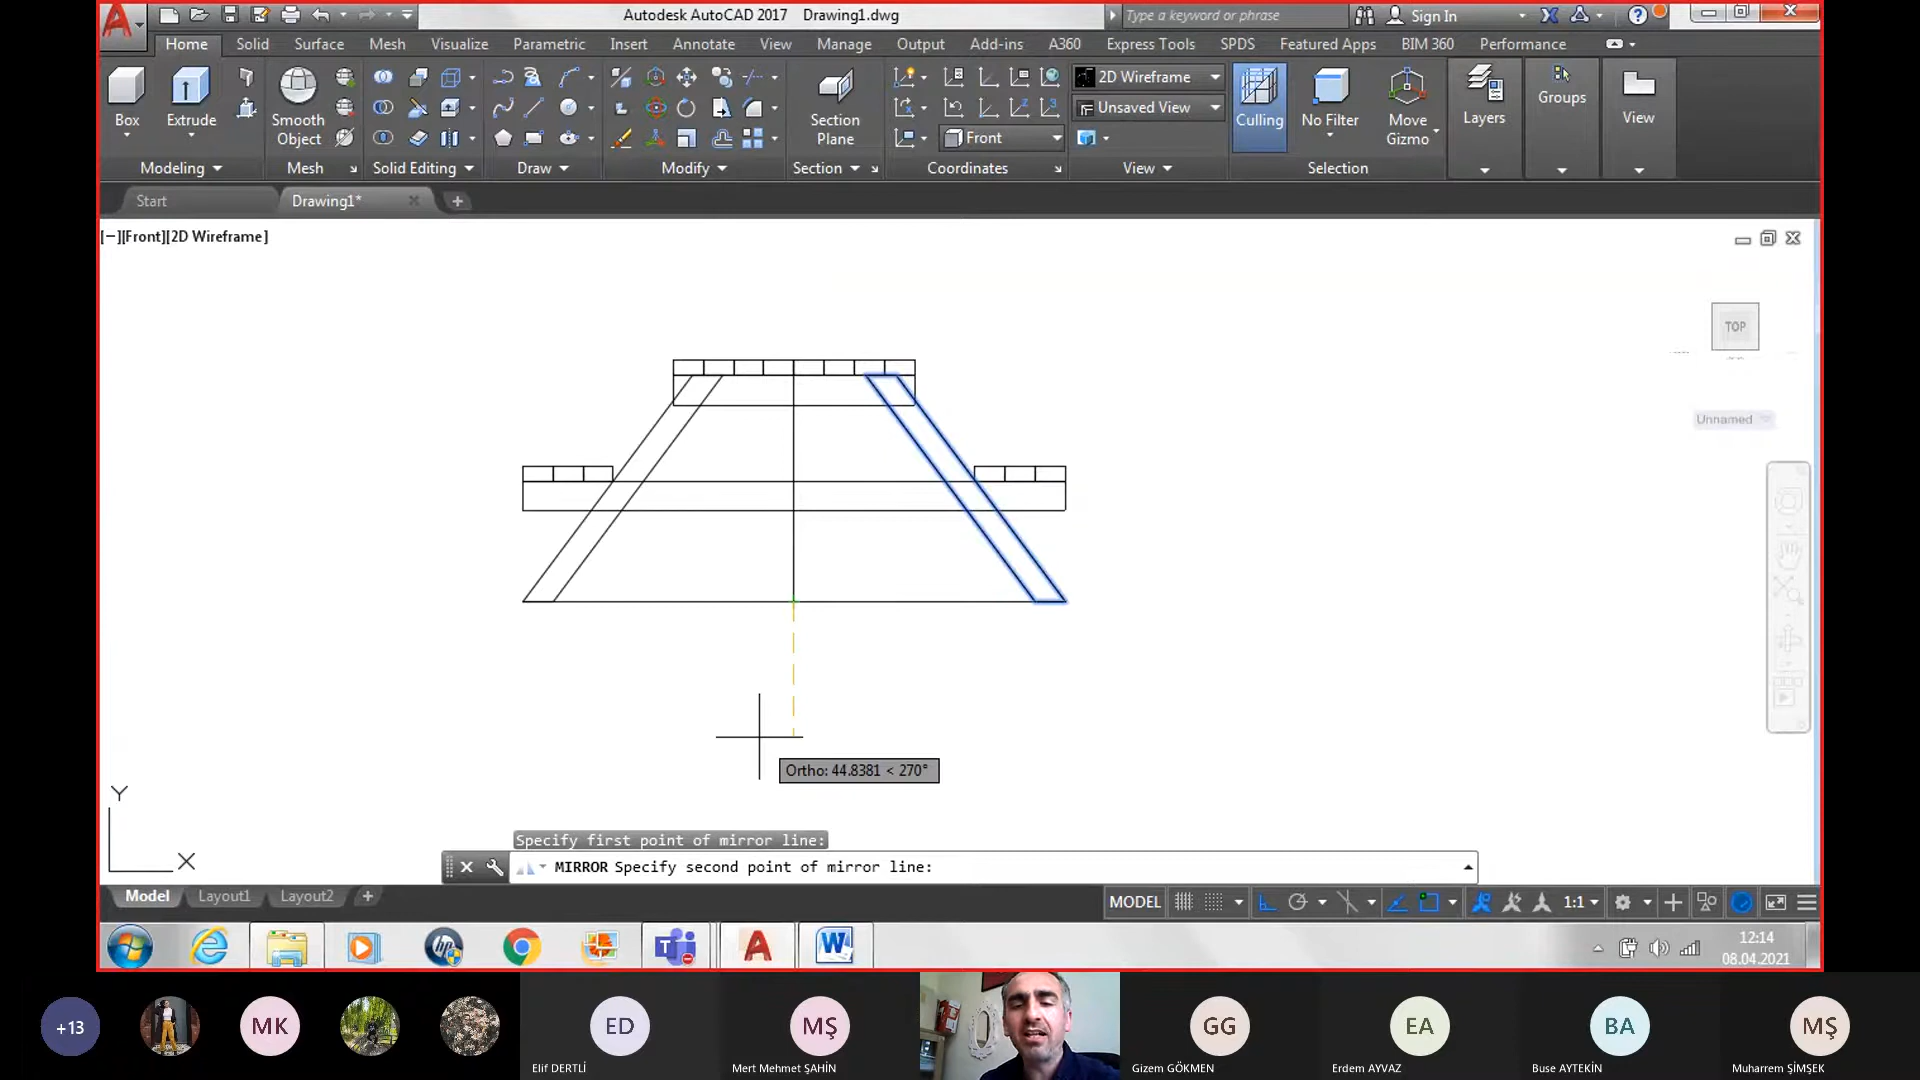 Autodesk AutoCAD 2017 Drawing1.dwg
Type a keyword or phrase
Sign In
Home Solid Surface Mesh Visualize Parametric Insert Annotate View Manage Output Add-ins A360 Express Tools SPDS Featured Apps BIM 360 Performance
Box
Extrude
Smooth
Object
Section
Plane
Front
2D Wireframe
Unsaved View
Culling
No Filter
Move
Gizmo
Layers
Groups
View
Modeling
Mesh
Solid Editing
Draw
Modify
Section
Coordinates
View
Selection
Start
Drawing1*
[−][Front][2D Wireframe]
TOP
Unnamed
Ortho: 44.8381 < 270°
Y
X
Specify first point of mirror line:
MIRROR Specify second point of mirror line:
Model Layout1 Layout2
MODEL
1:1
12:14
08.04.2021
+13
MK
ED
Elif DERTLİ
MŞ
Mert Mehmet ŞAHİN
GG
Gizem GÖKMEN
EA
Erdem AYVAZ
BA
Buse AYTEKİN
MŞ
Muharrem ŞİMŞEK